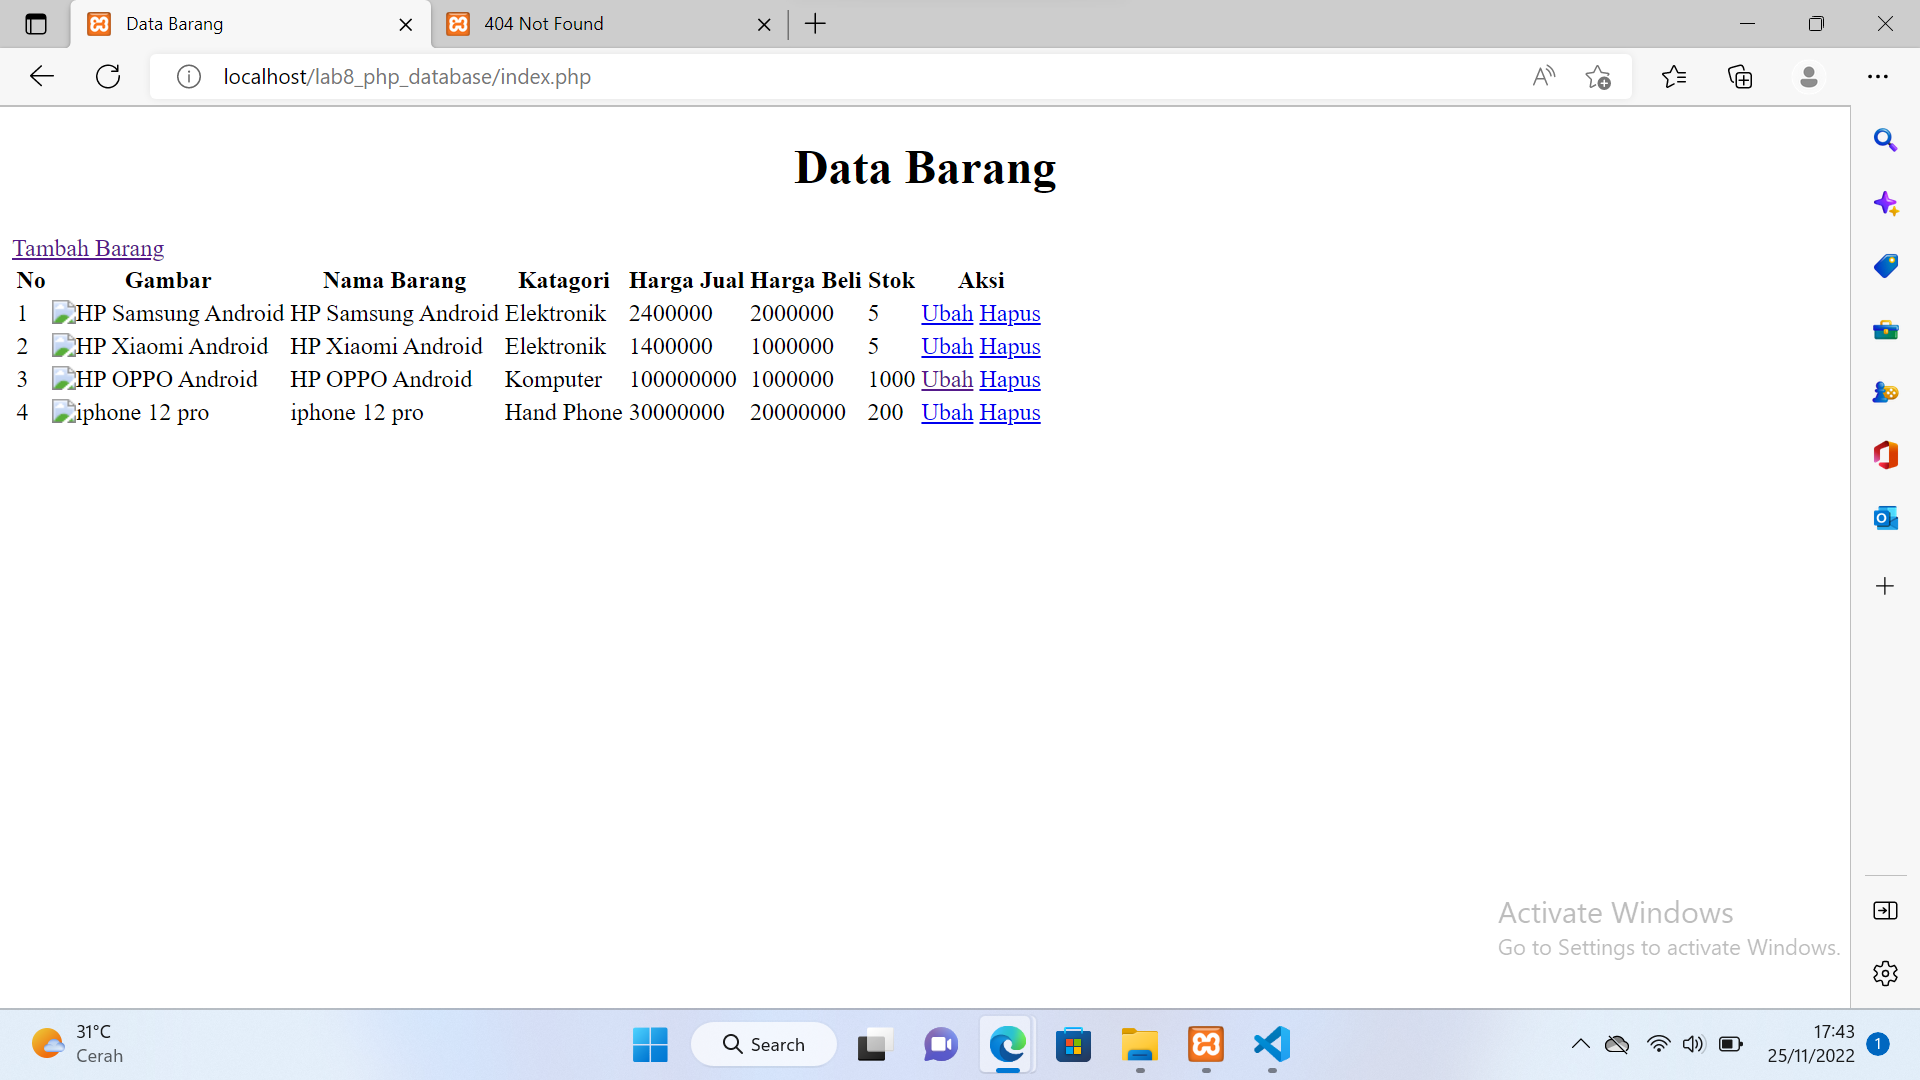 Data Barang
404 Not Found
localhost/lab8_php_database/index.php
Data Barang
Tambah Barang
No Gambar Nama Barang Katagori Harga Jual Harga Beli Stok Aksi
1 HP Samsung Android HP Samsung Android Elektronik 2400000 2000000 5 Ubah Hapus
2 HP Xiaomi Android HP Xiaomi Android Elektronik 1400000 1000000 5 Ubah Hapus
3 HP OPPO Android HP OPPO Android Komputer 100000000 1000000 1000 Ubah Hapus
4 iphone 12 pro iphone 12 pro Hand Phone 30000000 20000000 200 Ubah Hapus
Activate Windows
Go to Settings to activate Windows.
31°C
Cerah
Search
17:43
25/11/2022
1